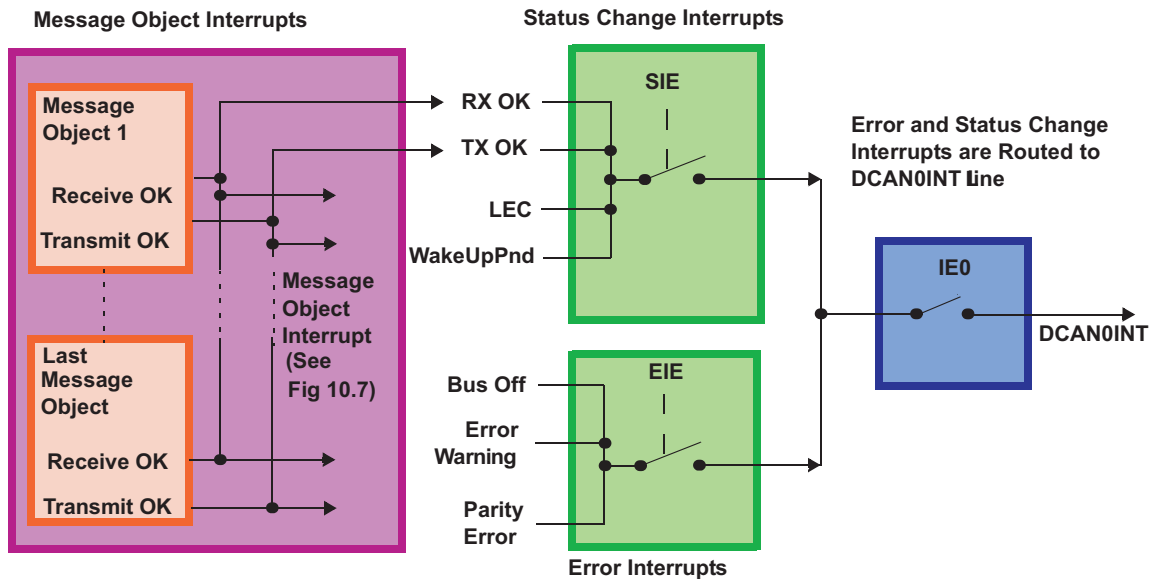 Message Object Interrupts
Message
Object 1
Receive OK
Transmit OK
Message
Object
Interrupt
(See
Fig 10.7)
Last
Message
Object
Receive OK
Transmit OK
Status Change Interrupts
SIE
RX OK
TX OK
LEC
WakeUpPnd
EIE
Bus Off
Error
Warning
Parity
Error
Error Interrupts
Error and Status Change
Interrupts are Routed to
DCAN0INT Line
IE0
DCAN0INT